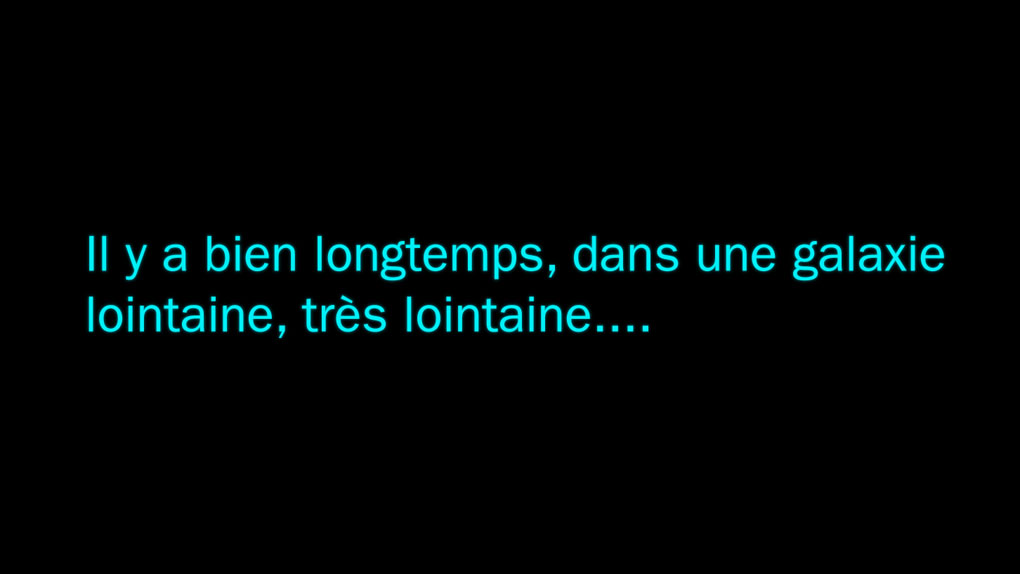 Il y a bien longtemps, dans une galaxie
lointaine, très lointaine....